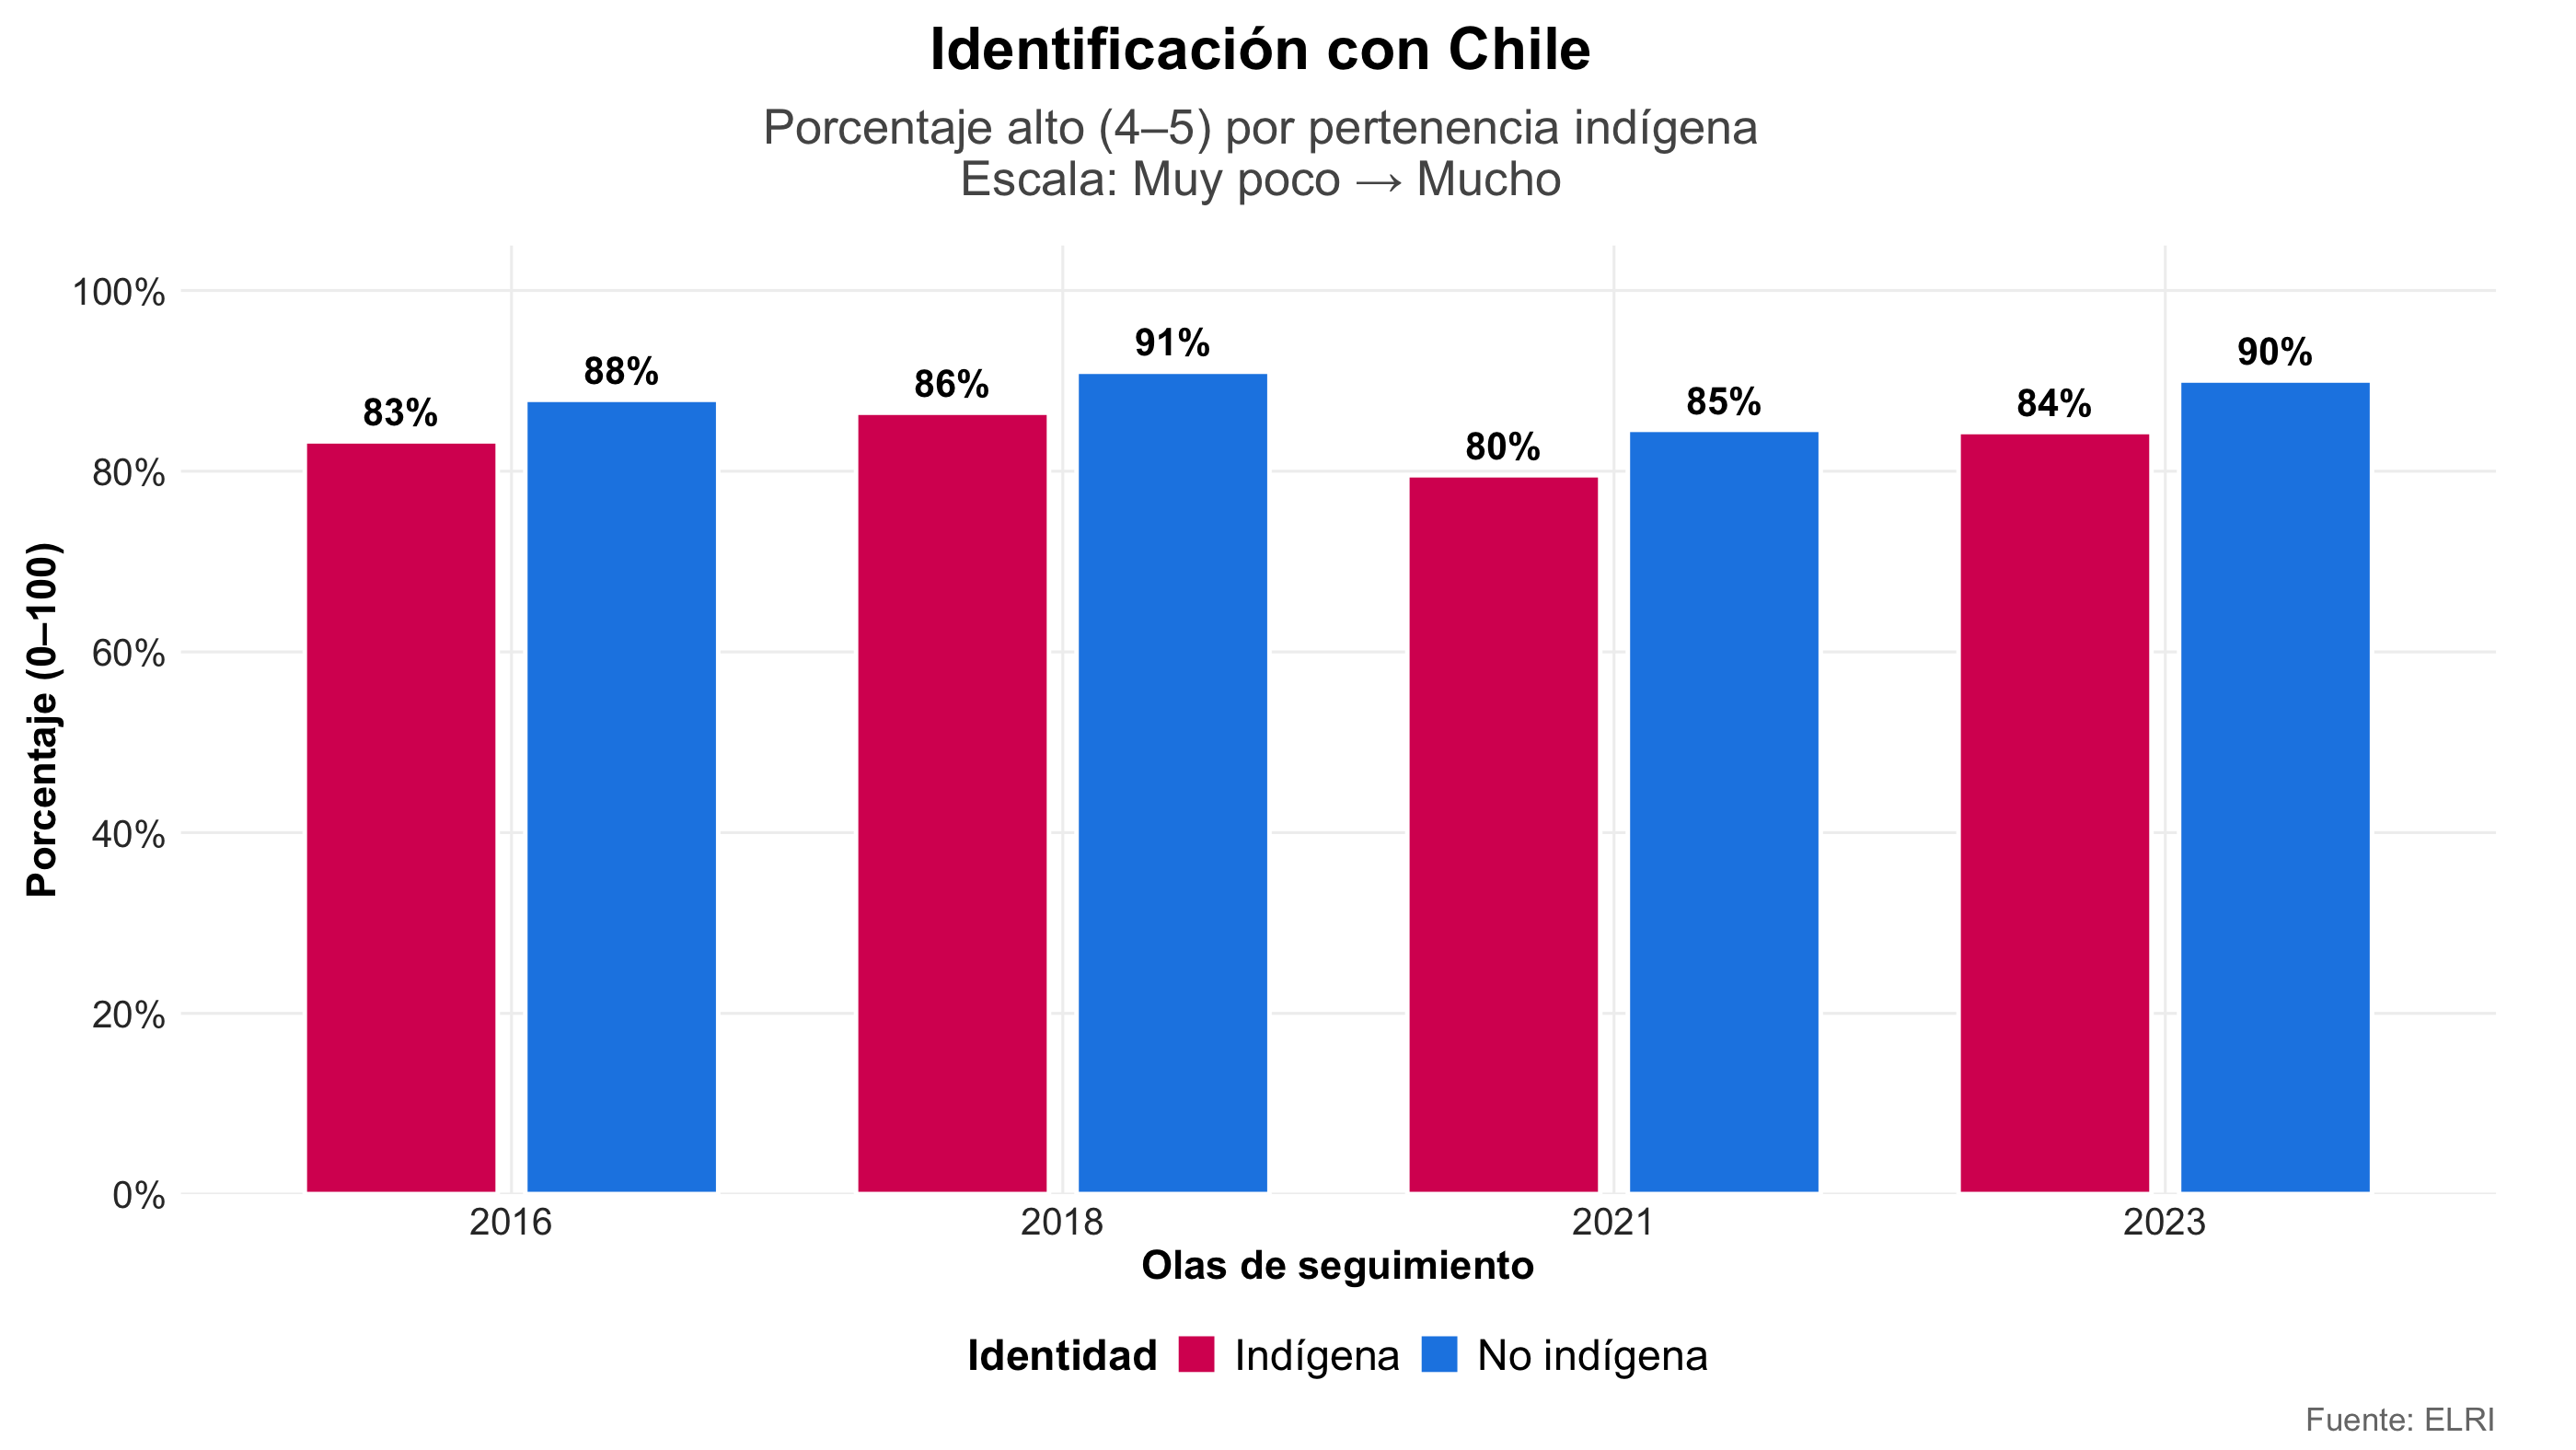 Identificación con Chile
Porcentaje alto (4–5) por pertenencia indígena
Escala: Muy poco → Mucho
Porcentaje (0–100)
100%
80%
60%
40%
20%
0%
83%
88%
86%
91%
80%
85%
84%
90%
2016
2018
2021
2023
Olas de seguimiento
Identidad Indígena No indígena
Fuente: ELRI